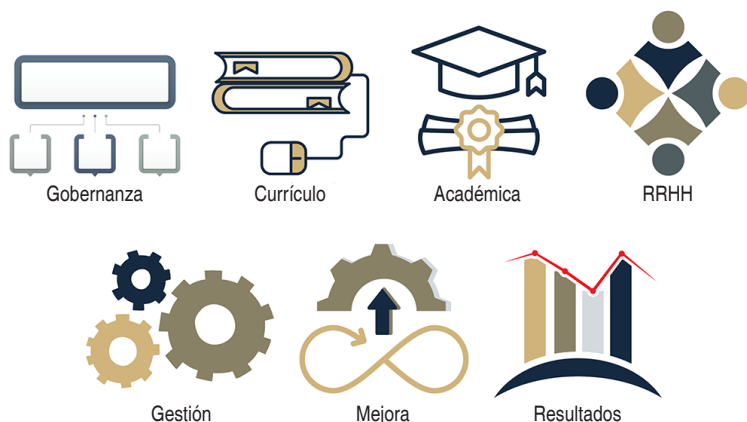 Gobernanza
Currículo
Académica
RRHH
Gestión
Mejora
Resultados